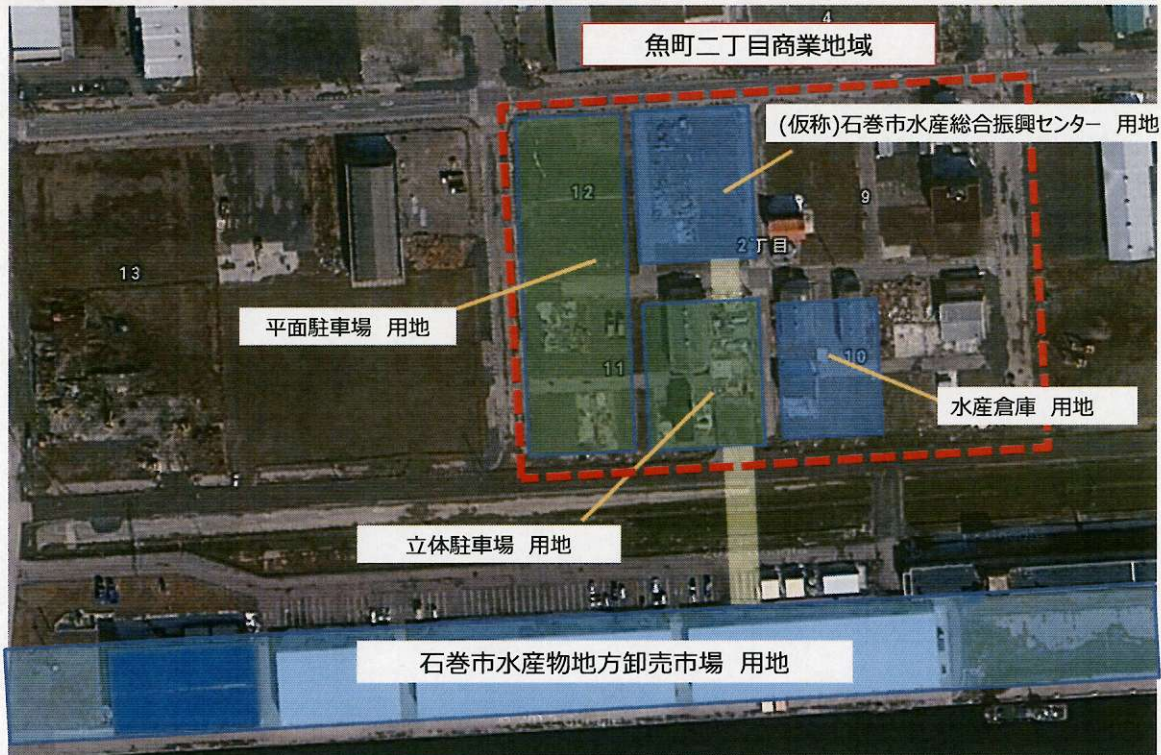 4
魚町二丁目商業地域
(仮称)石巻市水産総合振興センター 用地
12
9
2丁目
13
平面駐車場 用地
11
10
水産倉庫 用地
立体駐車場 用地
石巻市水産物地方卸売市場 用地